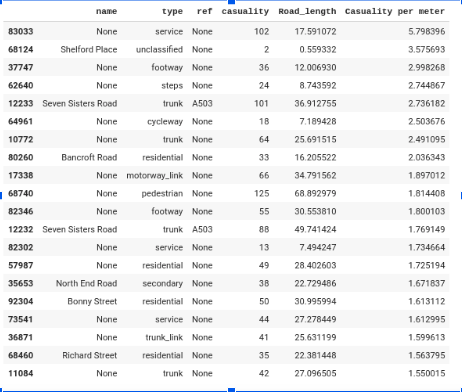 name type ref casuality Road_length Casuality per meter
83033 None service None 102 17.591072 5.798396
68124 Shelford Place unclassified None 2 0.559332 3.575693
37747 None footway None 36 12.006930 2.998268
62640 None steps None 24 8.743592 2.744867
12233 Seven Sisters Road trunk A503 101 36.912755 2.736182
64961 None cycleway None 18 7.189428 2.503676
10772 None trunk None 64 25.691515 2.491095
80260 Bancroft Road residential None 33 16.205522 2.036343
17338 None motorway_link None 66 34.791562 1.897012
68740 None pedestrian None 125 68.892979 1.814408
82346 None footway None 55 30.553810 1.800103
12232 Seven Sisters Road trunk A503 88 49.741424 1.769149
82302 None service None 13 7.494247 1.734664
57987 None residential None 49 28.402603 1.725194
35653 North End Road secondary None 38 22.729486 1.671837
92304 Bonny Street residential None 50 30.995994 1.613112
73541 None service None 44 27.278449 1.612995
36871 None trunk_link None 41 25.631199 1.599613
68460 Richard Street residential None 35 22.381448 1.563795
11084 None trunk None 42 27.096505 1.550015